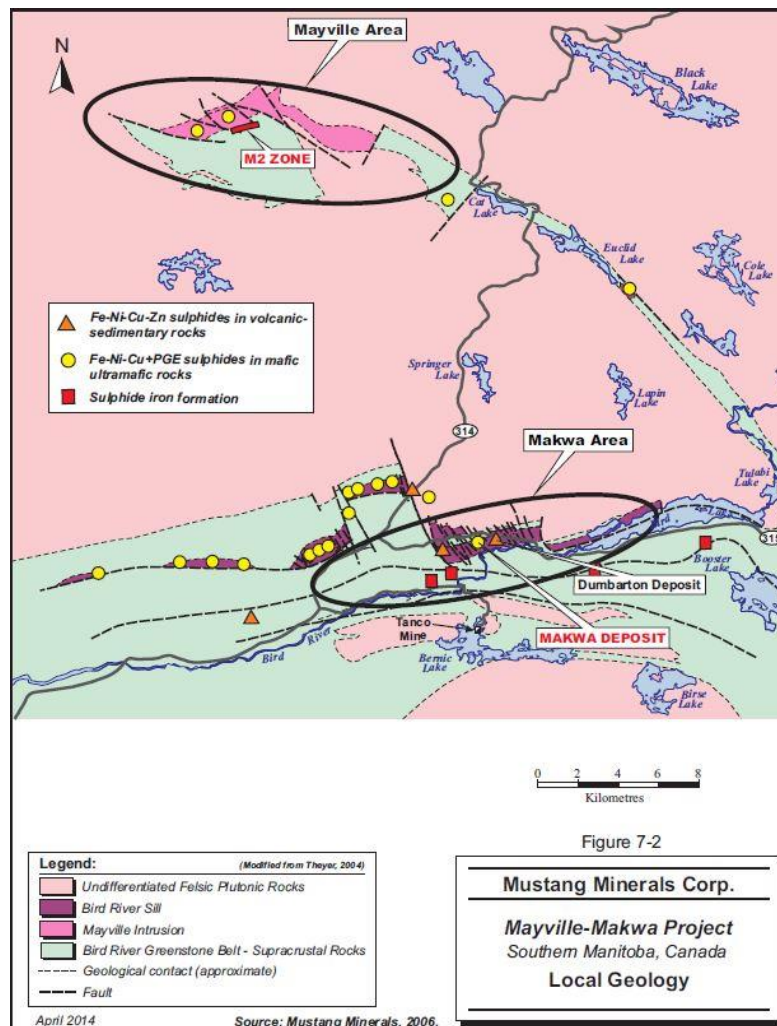 Mayville Area
N
Black
Lake
M2 ZONE
Cat
Lake
Euclid
Lake
Cole
Lake
Fe-Ni-Cu-Zn sulphides in volcanic-
sedimentary rocks
Fe-Ni-Cu+PGE sulphides in mafic
ultramafic rocks
Sulphide iron formation
Springer
Lake
Lapin
Lake
314
Makwa Area
Tulabi
Lake
Bird Lake
315
Booster
Lake
Dumbarton Deposit
Tanco
Mine
MAKWA DEPOSIT
Bird River
Bernic
Lake
Birse
Lake
0 2 4 6 8
Kilometres
Figure 7-2
Legend:
(Modified from Theyer, 2004)
Undifferentiated Felsic Plutonic Rocks
Bird River Sill
Mayville Intrusion
Bird River Greenstone Belt - Supracrustal Rocks
Geological contact (approximate)
Fault
Mustang Minerals Corp.
Mayville-Makwa Project
Southern Manitoba, Canada
Local Geology
April 2014
Source: Mustang Minerals, 2006.